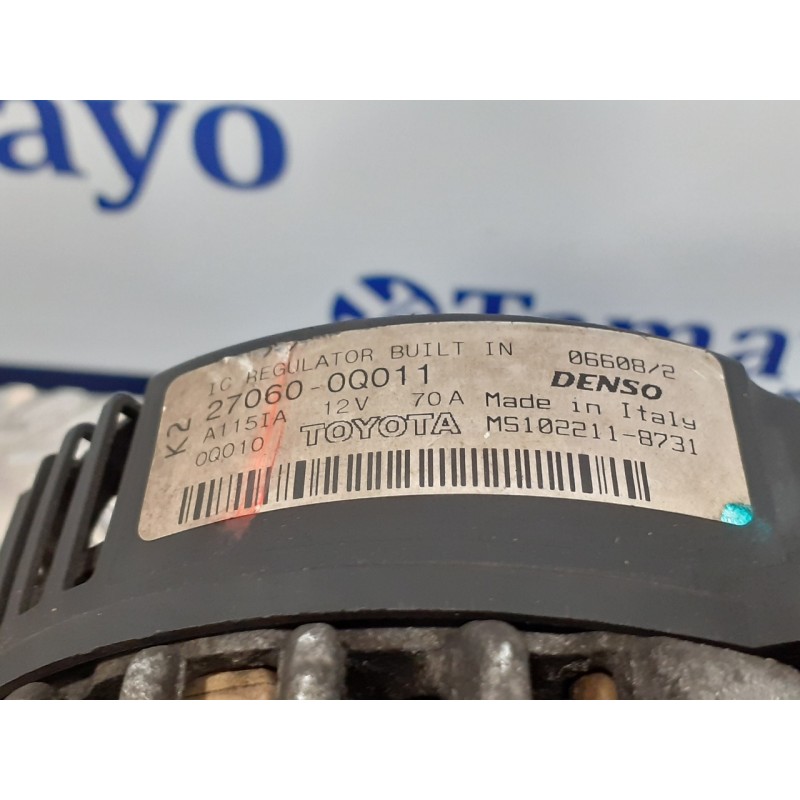 ayo
Tama
IC REGULATOR BUILT IN 06608/2
K2 27060-0Q011 DENSO
A115IA 12V 70A Made in Italy
0Q010 TOYOTA MS102211-8731